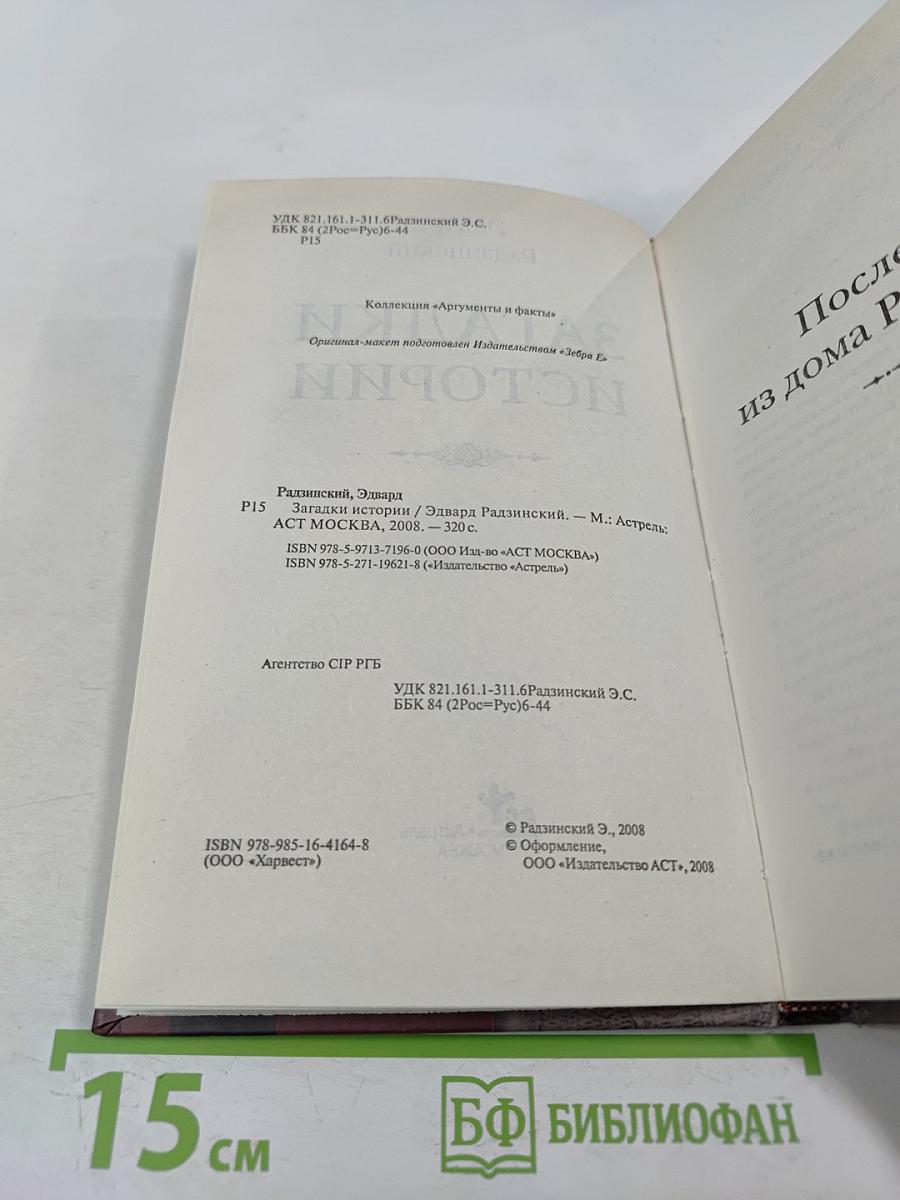 УДК 821.161.1-311.6Радзинский Э.С.
ББК 84 (2Рос=Рус)6-44
Р15
Коллекция «Аргументы и факты»
Оригинал-макет подготовлен Издательством «Зебра Е»
Радзинский, Эдвард
Р15 Загадки истории / Эдвард Радзинский. — М.: Астрель:
АСТ МОСКВА, 2008. — 320 с.
ISBN 978-5-9713-7196-0 (ООО Изд-во «АСТ МОСКВА»)
ISBN 978-5-271-19621-8 («Издательство «Астрель»)
Агентство CIP РГБ
УДК 821.161.1-311.6Радзинский Э.С.
ББК 84 (2Рос=Рус)6-44
ISBN 978-985-16-4164-8
(ООО «Харвест»)
© Радзинский Э., 2008
© Оформление,
ООО «Издательство АСТ», 2008
После
из дома Р
15 см
БФ БИБЛИОФАН